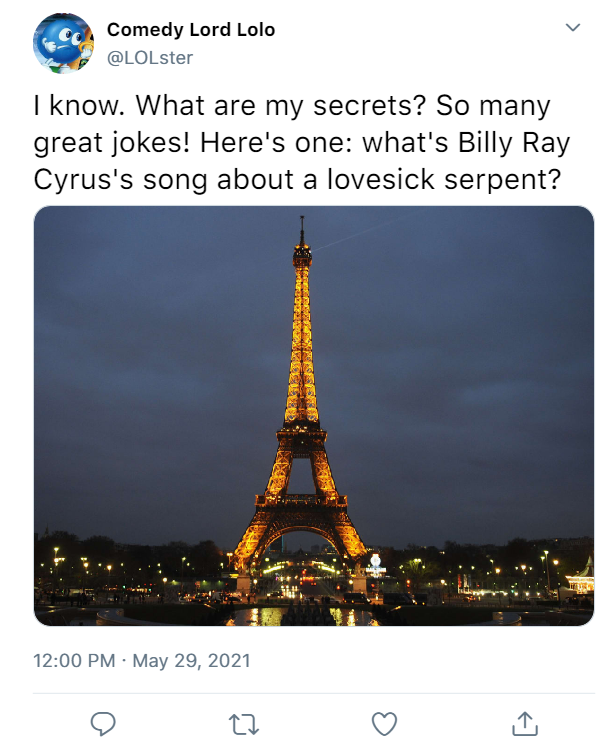 Comedy Lord Lolo
@LOLster
I know. What are my secrets? So many
great jokes! Here's one: what's Billy Ray
Cyrus's song about a lovesick serpent?
12:00 PM · May 29, 2021